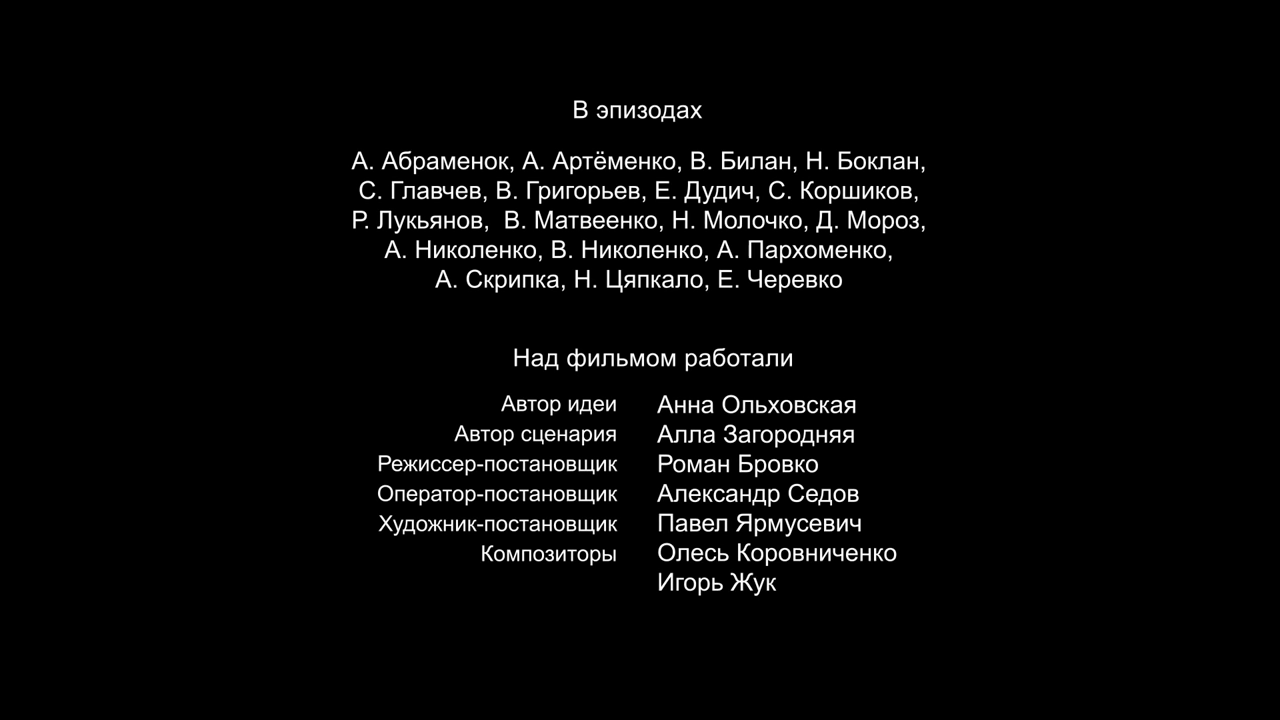 В эпизодах
А. Абраменок, А. Артёменко, В. Билан, Н. Боклан,
С. Главчев, В. Григорьев, Е. Дудич, С. Коршиков,
Р. Лукьянов, В. Матвеенко, Н. Молочко, Д. Мороз,
А. Николенко, В. Николенко, А. Пархоменко,
А. Скрипка, Н. Цяпкало, Е. Черевко
Над фильмом работали
Автор идеи Анна Ольховская
Автор сценария Алла Загородняя
Режиссер-постановщик Роман Бровко
Оператор-постановщик Александр Седов
Художник-постановщик Павел Ярмусевич
Композиторы Олесь Коровниченко
Игорь Жук